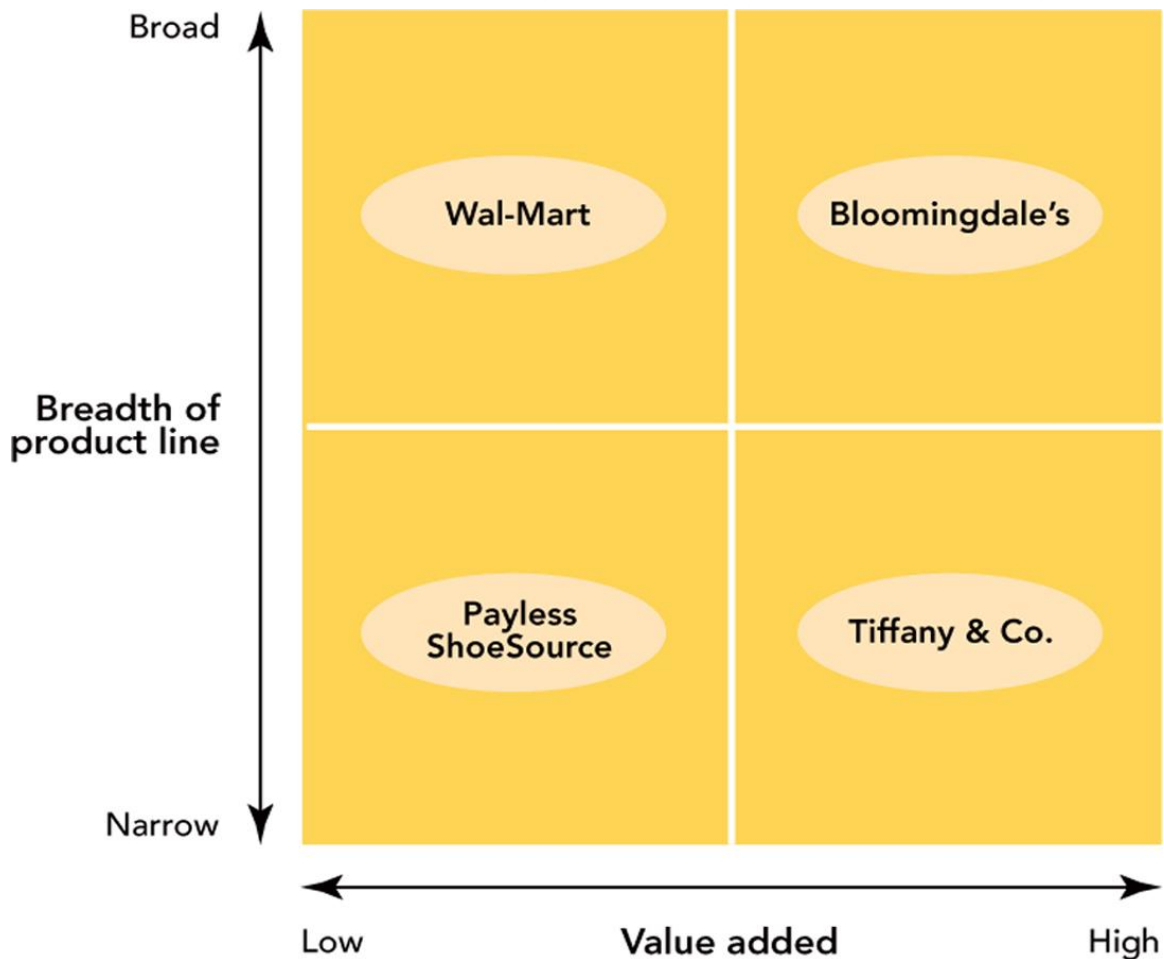 Broad
Wal-Mart
Bloomingdale’s
Breadth of
product line
Payless
ShoeSource
Tiffany & Co.
Narrow
Low
Value added
High